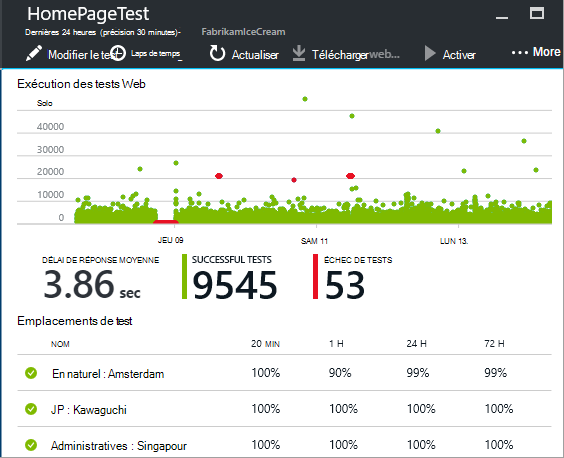 HomePageTest
Dernières 24 heures (précision 30 minutes)- FabrikamIceCream
Modifier le test Laps de temps Actualiser Téléchargerweb... Activer ... More
Exécution des tests Web
Solo
40000
30000
20000
10000
0
JEU 09 SAM 11 LUN 13.
DÉLAI DE RÉPONSE MOYENNE SUCCESSFUL TESTS ÉCHEC DE TESTS
3.86 sec 9545 53
Emplacements de test
NOM 20 MIN 1 H 24 H 72 H
En naturel : Amsterdam 100% 90% 99% 99%
JP : Kawaguchi 100% 100% 100% 100%
Administratives : Singapour 100% 100% 100% 100%